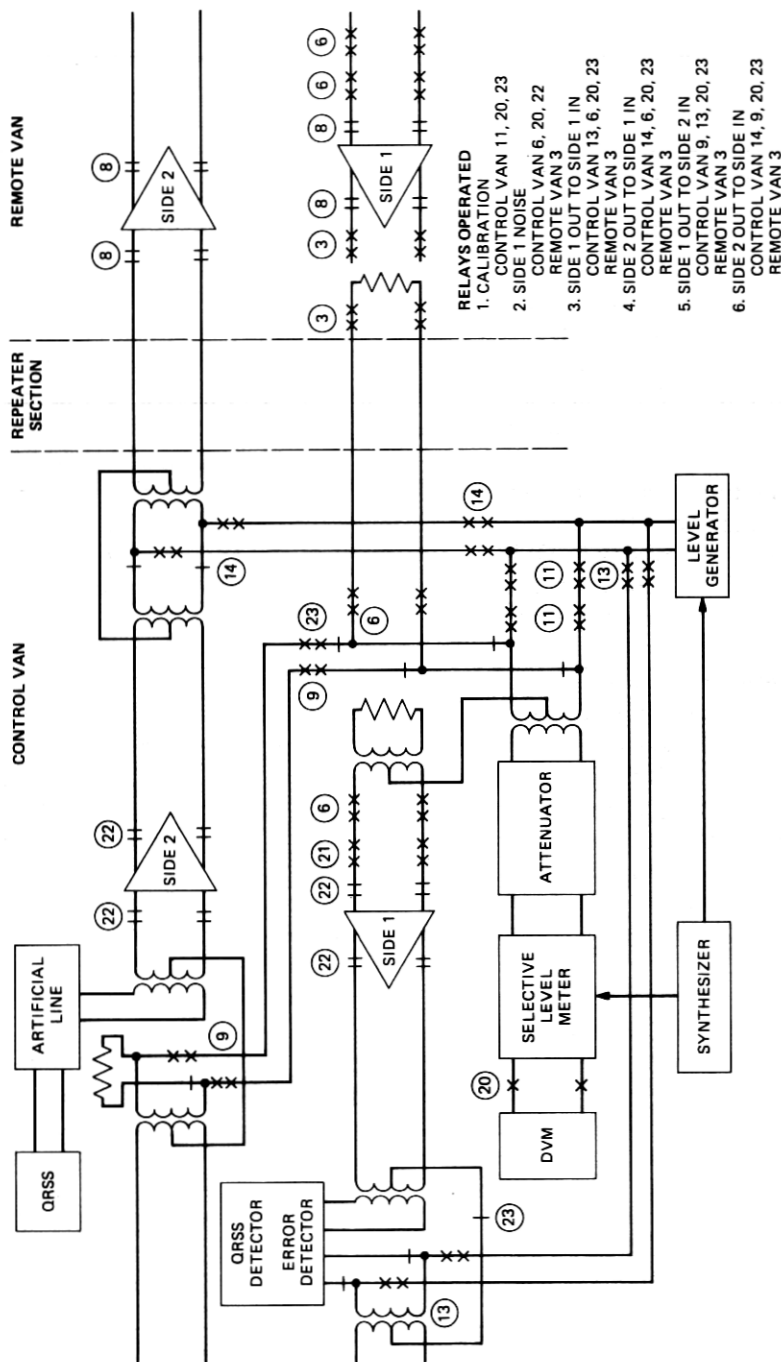 CONTROL VAN
REPEATER
SECTION
REMOTE VAN
QRSS
ARTIFICIAL
LINE
9
22
SIDE 2
22
14
8
SIDE 2
8
23
9
6
14
3
3
8
SIDE 1
8
6
6
QRSS
DETECTOR
ERROR
DETECTOR
13
23
22
SIDE 1
22
21
6
11
11
13
DVM
20
SELECTIVE
LEVEL
METER
ATTENUATOR
SYNTHESIZER
LEVEL
GENERATOR
RELAYS OPERATED
1. CALIBRATION
CONTROL VAN 11, 20, 23
2. SIDE 1 NOISE
CONTROL VAN 6, 20, 22
REMOTE VAN 3
3. SIDE 1 OUT TO SIDE 1 IN
CONTROL VAN 13, 6, 20, 23
REMOTE VAN 3
4. SIDE 2 OUT TO SIDE 1 IN
CONTROL VAN 14, 6, 20, 23
REMOTE VAN 3
5. SIDE 1 OUT TO SIDE 2 IN
CONTROL VAN 9, 13, 20, 23
REMOTE VAN 3
6. SIDE 2 OUT TO SIDE IN
CONTROL VAN 14, 9, 20, 23
REMOTE VAN 3